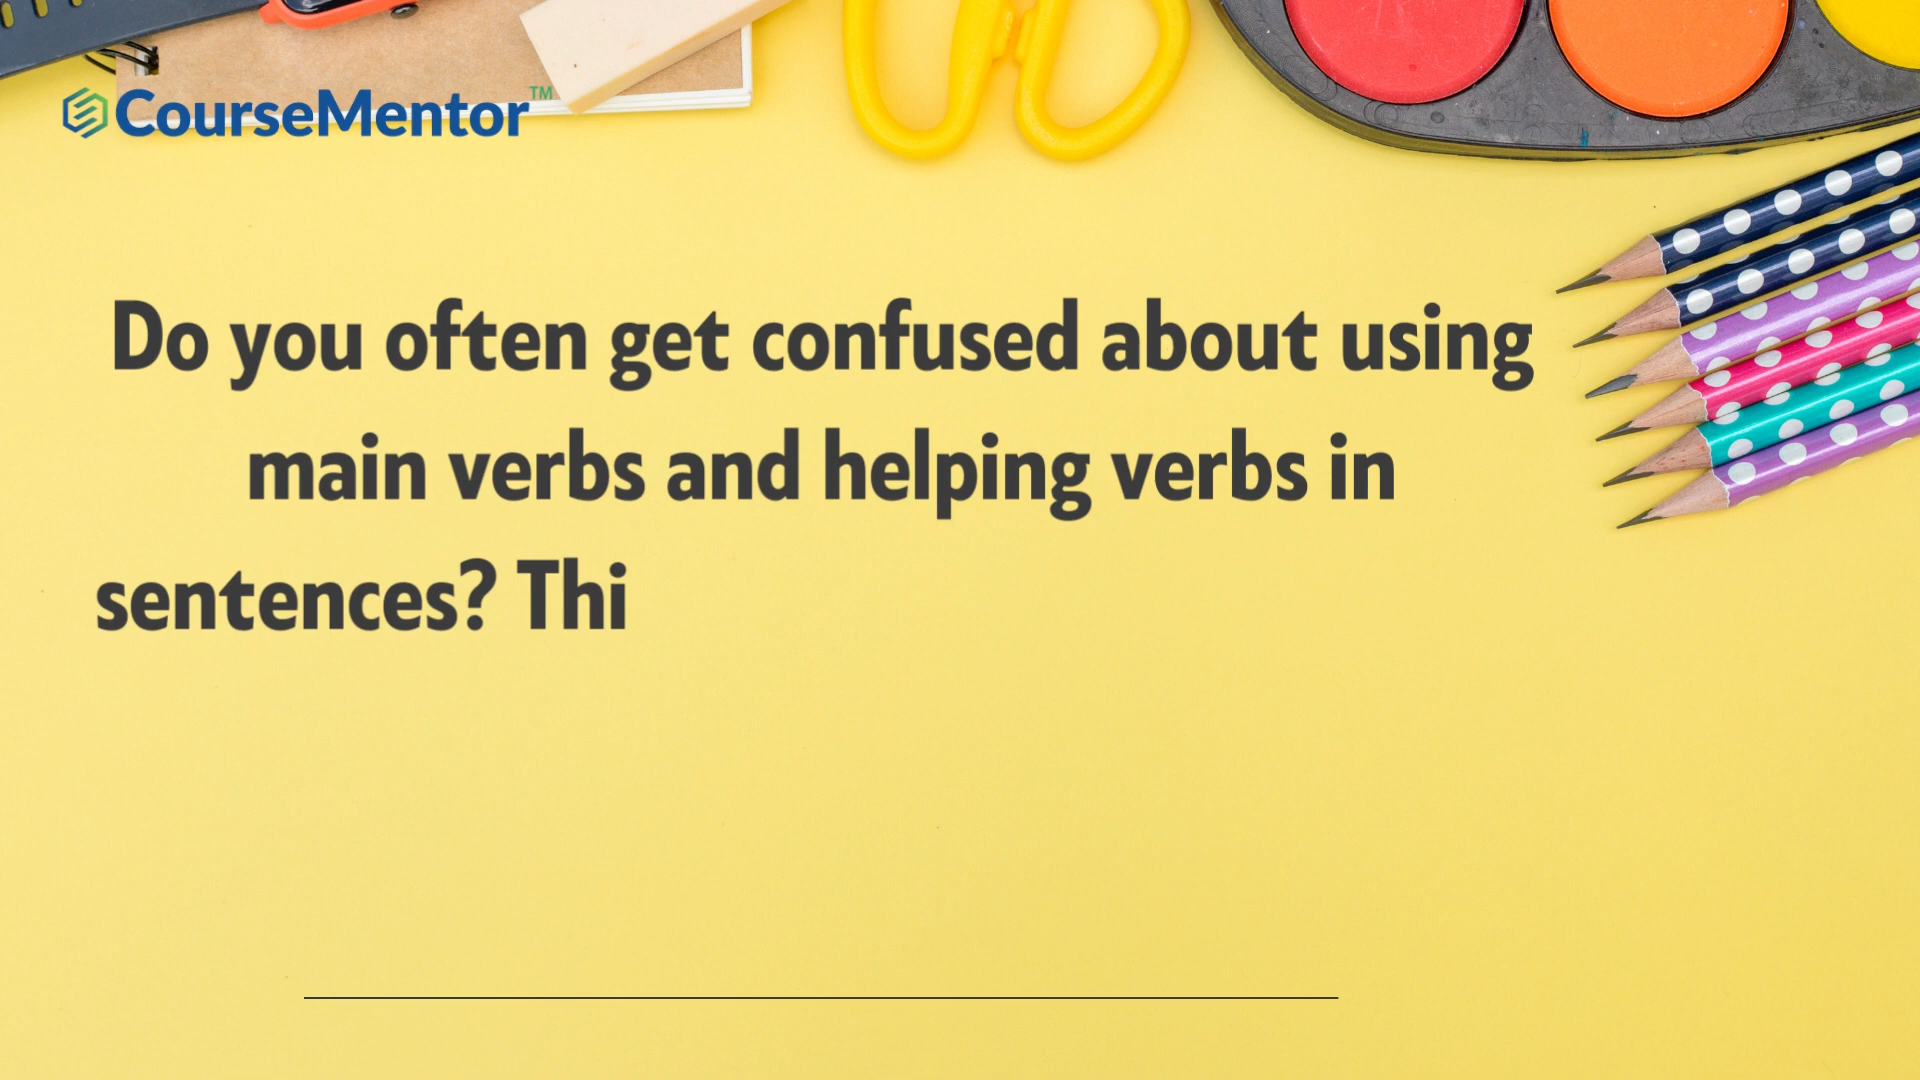 CourseMentor™
Do you often get confused about using
main verbs and helping verbs in
sentences? Thi